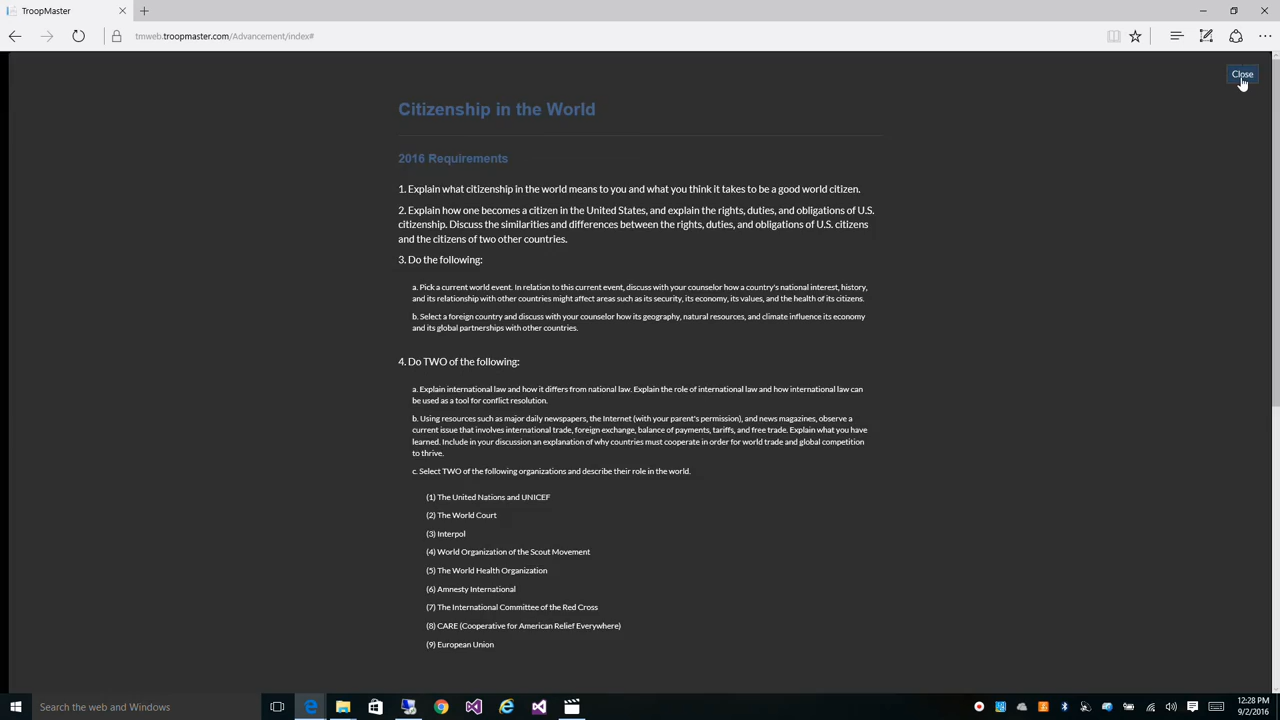 TroopMaster
tmweb.troopmaster.com/Advancement/index#
Close
Citizenship in the World
2016 Requirements
1. Explain what citizenship in the world means to you and what you think it takes to be a good world citizen.
2. Explain how one becomes a citizen in the United States, and explain the rights, duties, and obligations of U.S.
citizenship. Discuss the similarities and differences between the rights, duties, and obligations of U.S. citizens
and the citizens of two other countries.
3. Do the following:
a. Pick a current world event. In relation to this current event, discuss with your counselor how a country's national interest, history,
and its relationship with other countries might affect areas such as its security, its economy, its values, and the health of its citizens.
b. Select a foreign country and discuss with your counselor how its geography, natural resources, and climate influence its economy
and its global partnerships with other countries.
4. Do TWO of the following:
a. Explain international law and how it differs from national law. Explain the role of international law and how international law can
be used as a tool for conflict resolution.
b. Using resources such as major daily newspapers, the Internet (with your parent's permission), and news magazines, observe a
current issue that involves international trade, foreign exchange, balance of payments, tariffs, and free trade. Explain what you have
learned. Include in your discussion an explanation of why countries must cooperate in order for world trade and global competition
to thrive.
c. Select TWO of the following organizations and describe their role in the world.
(1) The United Nations and UNICEF
(2) The World Court
(3) Interpol
(4) World Organization of the Scout Movement
(5) The World Health Organization
(6) Amnesty International
(7) The International Committee of the Red Cross
(8) CARE (Cooperative for American Relief Everywhere)
(9) European Union
Search the web and Windows
12:28 PM
9/2/2016